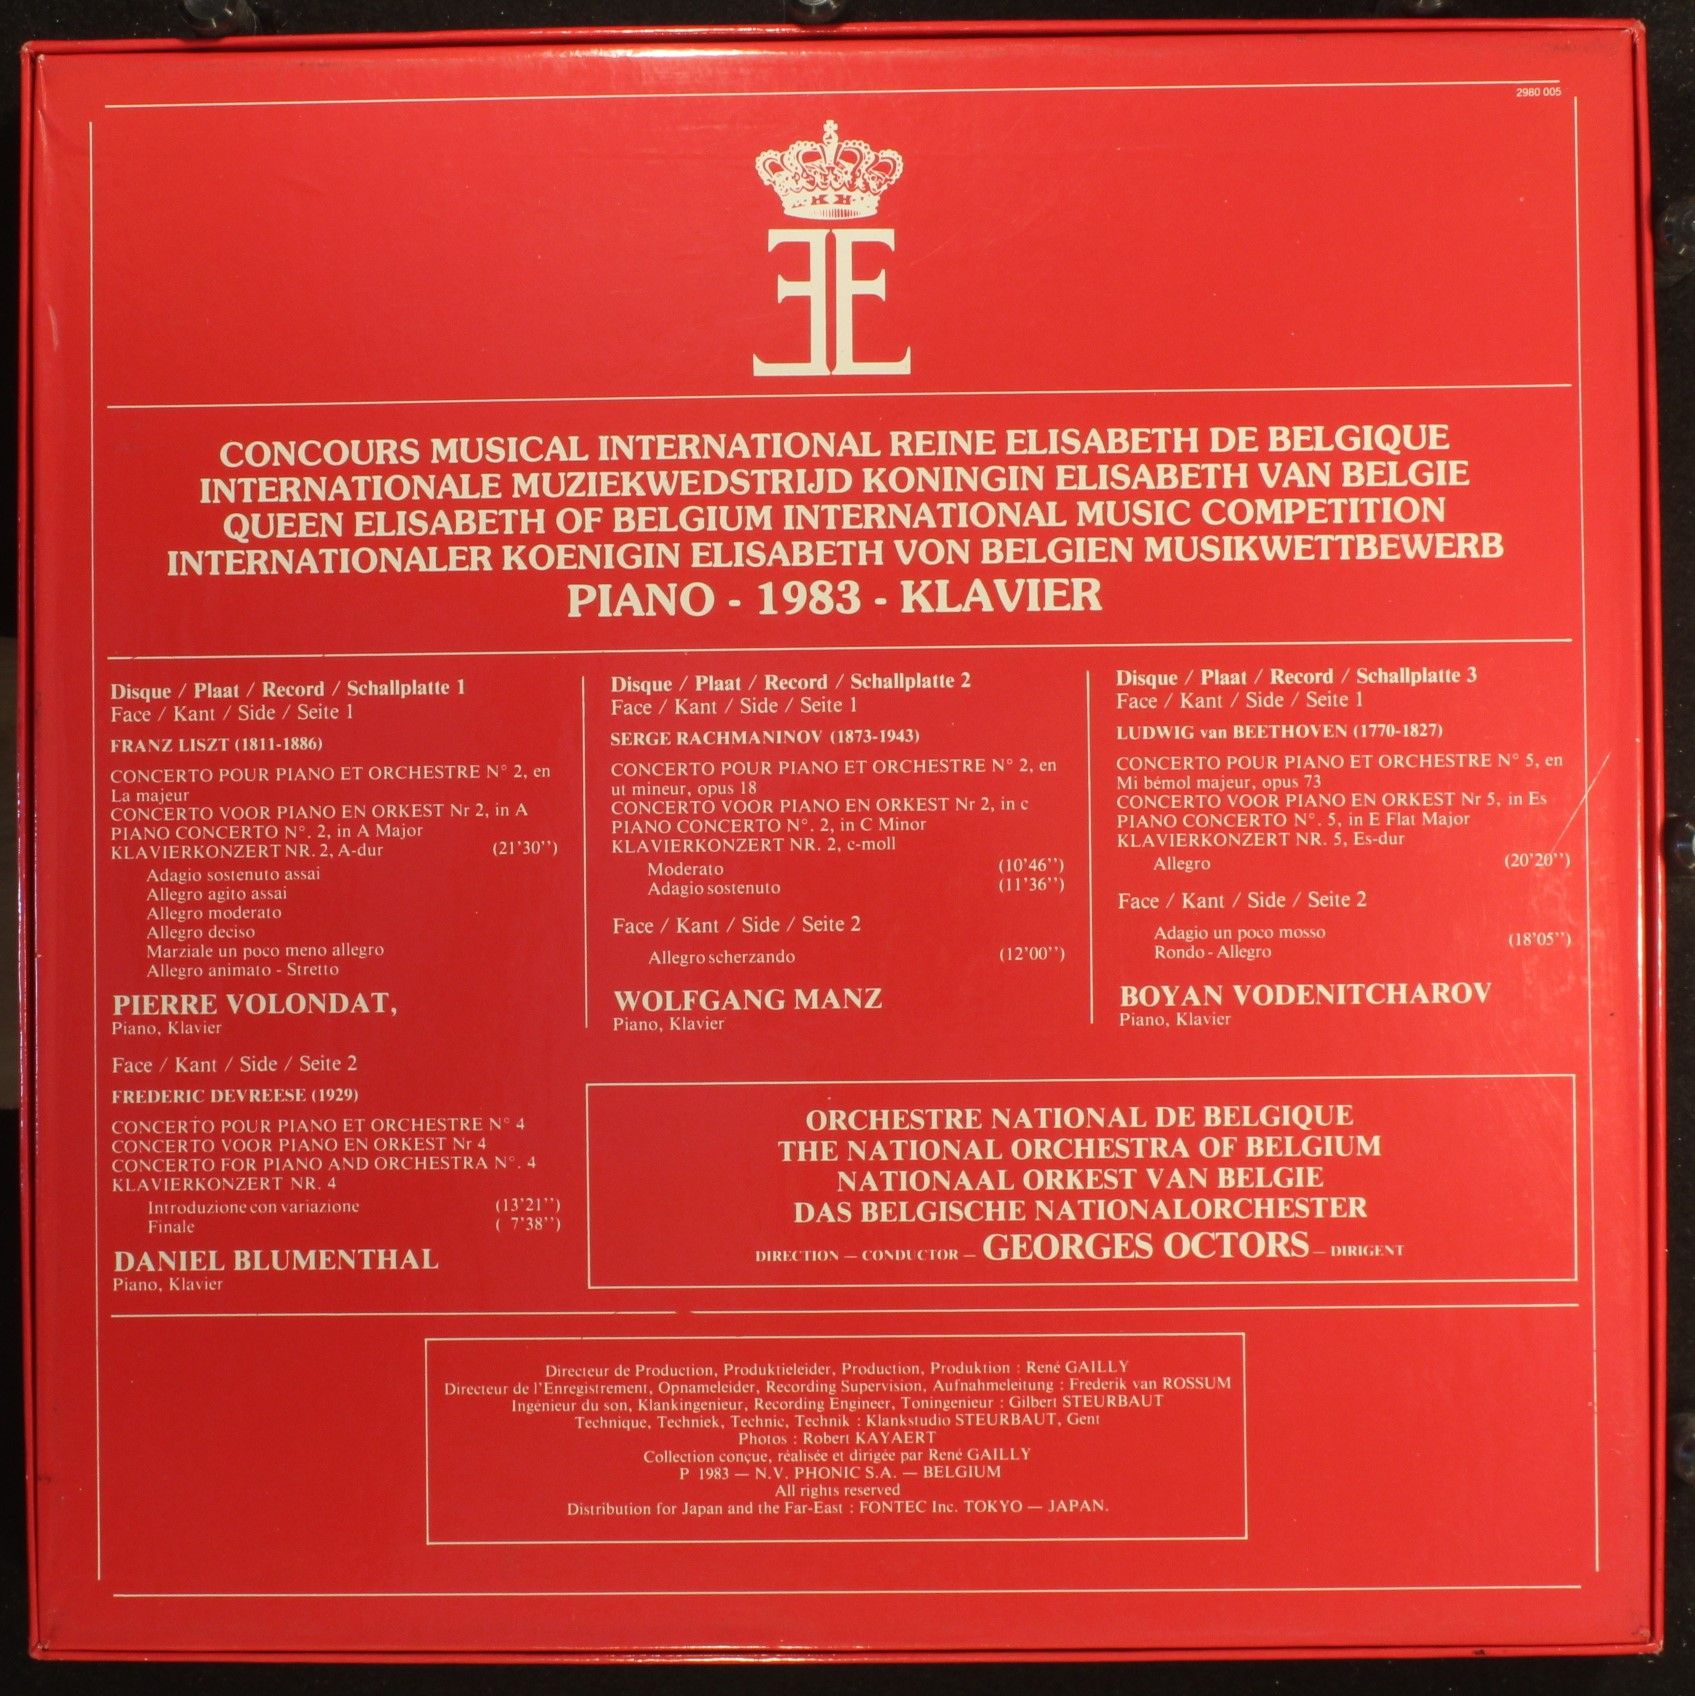 2980 005
EE
CONCOURS MUSICAL INTERNATIONAL REINE ELISABETH DE BELGIQUE
INTERNATIONALE MUZIEKWEDSTRIJD KONINGIN ELISABETH VAN BELGIE
QUEEN ELISABETH OF BELGIUM INTERNATIONAL MUSIC COMPETITION
INTERNATIONALER KOENIGIN ELISABETH VON BELGIEN MUSIKWETTBEWERB
PIANO - 1983 - KLAVIER
Disque / Plaat / Record / Schallplatte 1
Face / Kant / Side / Seite 1
FRANZ LISZT (1811-1886)
CONCERTO POUR PIANO ET ORCHESTRE N° 2, en
La majeur
CONCERTO VOOR PIANO EN ORKEST Nr 2, in A
PIANO CONCERTO N°. 2, in A Major
KLAVIERKONZERT NR. 2, A-dur (21'30'')
Adagio sostenuto assai
Allegro agito assai
Allegro moderato
Allegro deciso
Marziale un poco meno allegro
Allegro animato - Stretto
PIERRE VOLONDAT,
Piano, Klavier
Face / Kant / Side / Seite 2
FREDERIC DEVREESE (1929)
CONCERTO POUR PIANO ET ORCHESTRE N° 4
CONCERTO VOOR PIANO EN ORKEST Nr 4
CONCERTO FOR PIANO AND ORCHESTRA N°. 4
KLAVIERKONZERT NR. 4
Introduzione con variazione (13'21'')
Finale ( 7'38'')
DANIEL BLUMENTHAL
Piano, Klavier
Disque / Plaat / Record / Schallplatte 2
Face / Kant / Side / Seite 1
SERGE RACHMANINOV (1873-1943)
CONCERTO POUR PIANO ET ORCHESTRE N° 2, en
ut mineur, opus 18
CONCERTO VOOR PIANO EN ORKEST Nr 2, in c
PIANO CONCERTO N°. 2, in C Minor
KLAVIERKONZERT NR. 2, c-moll
Moderato (10'46'')
Adagio sostenuto (11'36'')
Face / Kant / Side / Seite 2
Allegro scherzando (12'00'')
WOLFGANG MANZ
Piano, Klavier
Disque / Plaat / Record / Schallplatte 3
Face / Kant / Side / Seite 1
LUDWIG van BEETHOVEN (1770-1827)
CONCERTO POUR PIANO ET ORCHESTRE N° 5, en
Mi bémol majeur, opus 73
CONCERTO VOOR PIANO EN ORKEST Nr 5, in Es
PIANO CONCERTO N°. 5, in E Flat Major
KLAVIERKONZERT NR. 5, Es-dur
Allegro (20'20'')
Face / Kant / Side / Seite 2
Adagio un poco mosso
Rondo - Allegro (18'05'')
BOYAN VODENITCHAROV
Piano, Klavier
ORCHESTRE NATIONAL DE BELGIQUE
THE NATIONAL ORCHESTRA OF BELGIUM
NATIONAAL ORKEST VAN BELGIE
DAS BELGISCHE NATIONALORCHESTER
DIRECTION — CONDUCTOR — GEORGES OCTORS — DIRIGENT
Directeur de Production, Produktieleider, Production, Produktion : René GAILLY
Directeur de l'Enregistrement, Opnameleider, Recording Supervision, Aufnahmeleitung : Frederik van ROSSUM
Ingénieur du son, Klankingenieur, Recording Engineer, Toningenieur : Gilbert STEURBAUT
Technique, Techniek, Technic, Technik : Klankstudio STEURBAUT, Gent
Photos : Robert KAYAERT
Collection conçue, réalisée et dirigée par René GAILLY
P 1983 — N.V. PHONIC S.A. — BELGIUM
All rights reserved
Distribution for Japan and the Far-East : FONTEC Inc. TOKYO — JAPAN.